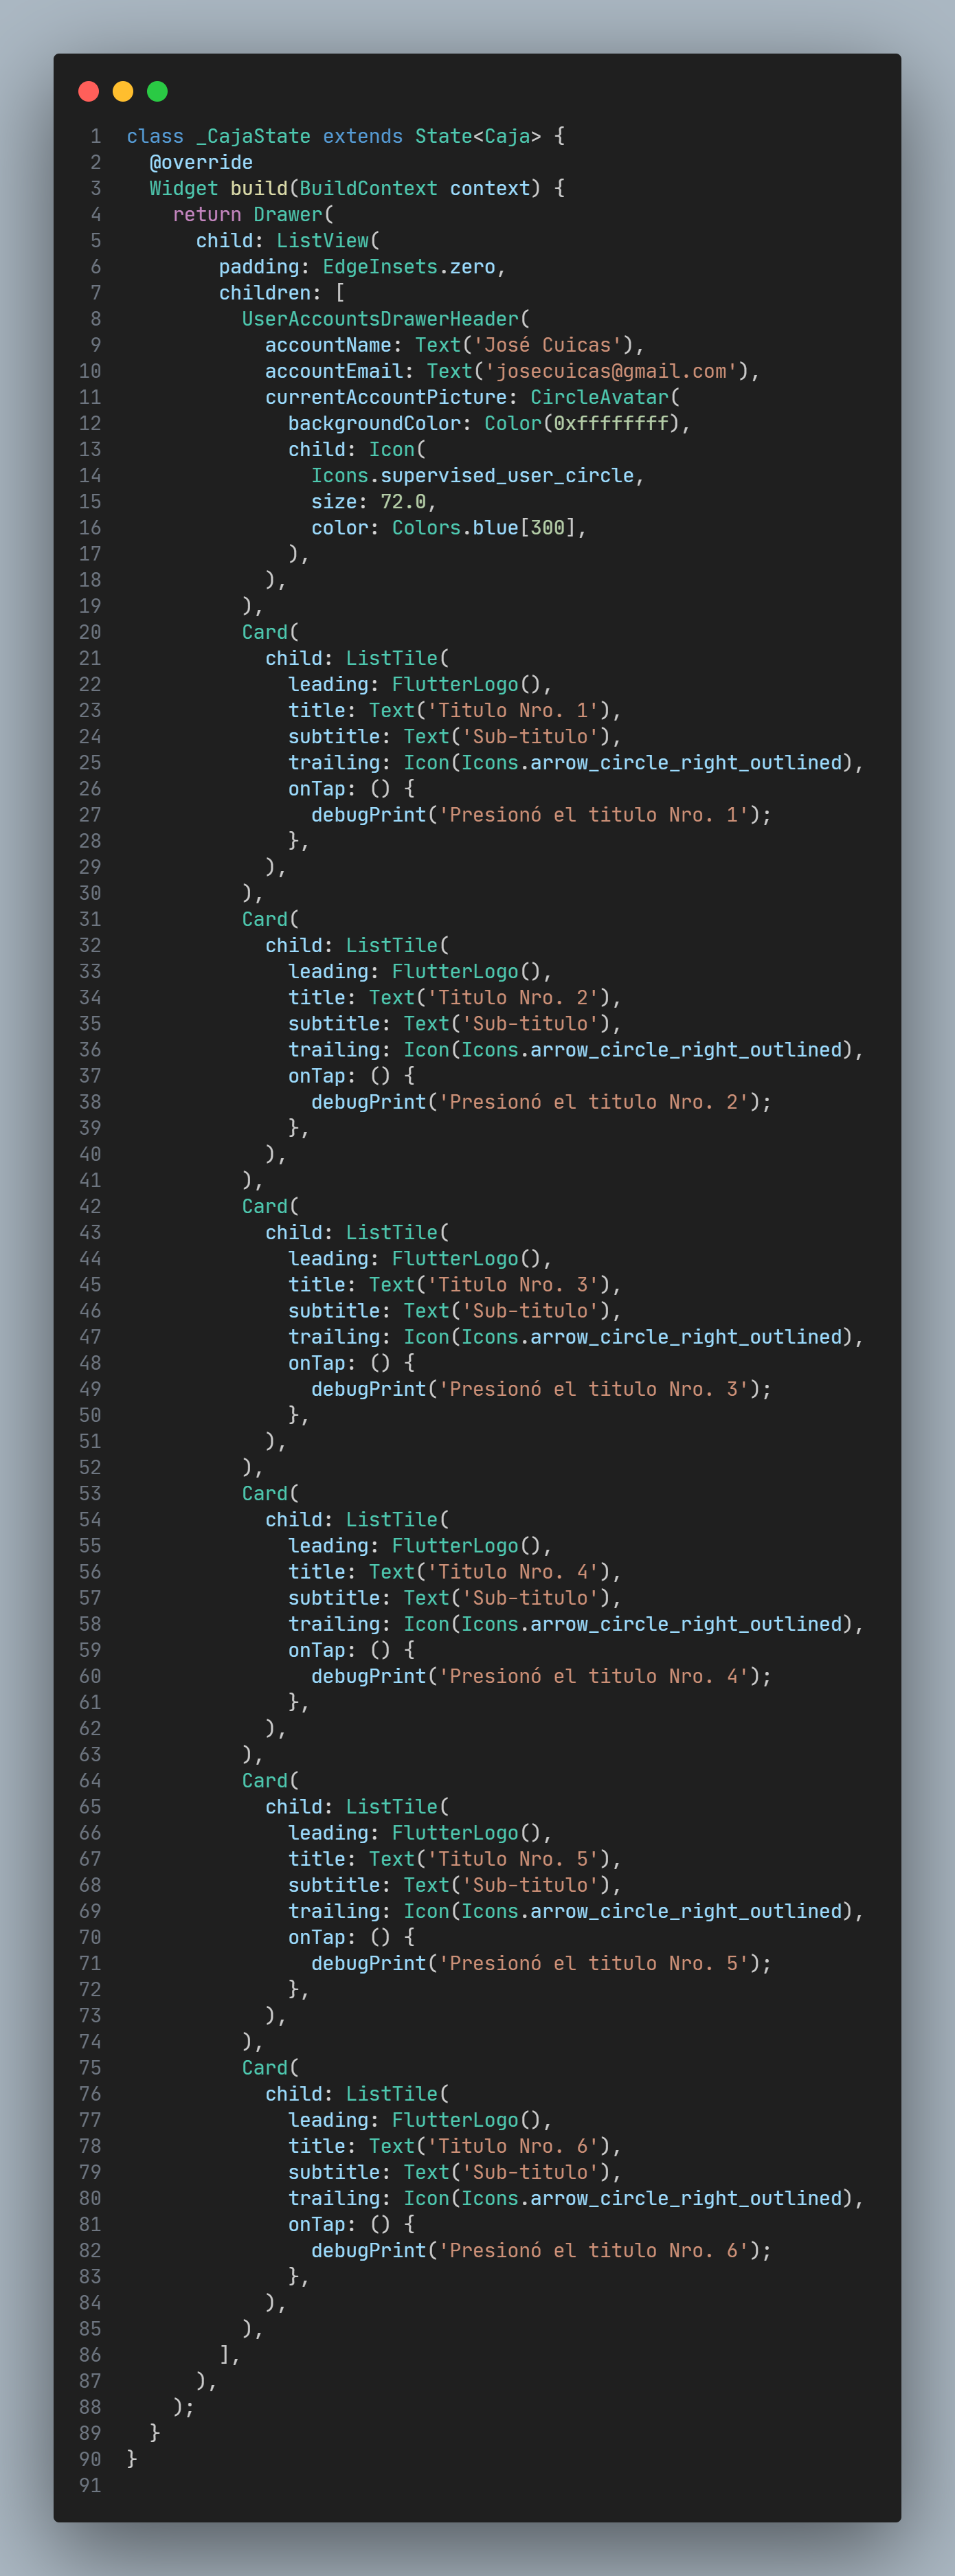 1 class _CajaState extends State<Caja> {
2   @override
3   Widget build(BuildContext context) {
4     return Drawer(
5       child: ListView(
6         padding: EdgeInsets.zero,
7         children: [
8           UserAccountsDrawerHeader(
9             accountName: Text('José Cuicas'),
10             accountEmail: Text('josecuicas@gmail.com'),
11             currentAccountPicture: CircleAvatar(
12               backgroundColor: Color(0xffffffff),
13               child: Icon(
14                 Icons.supervised_user_circle,
15                 size: 72.0,
16                 color: Colors.blue[300],
17               ),
18             ),
19           ),
20           Card(
21             child: ListTile(
22               leading: FlutterLogo(),
23               title: Text('Titulo Nro. 1'),
24               subtitle: Text('Sub-titulo'),
25               trailing: Icon(Icons.arrow_circle_right_outlined),
26               onTap: () {
27                 debugPrint('Presionó el titulo Nro. 1');
28               },
29             ),
30           ),
31           Card(
32             child: ListTile(
33               leading: FlutterLogo(),
34               title: Text('Titulo Nro. 2'),
35               subtitle: Text('Sub-titulo'),
36               trailing: Icon(Icons.arrow_circle_right_outlined),
37               onTap: () {
38                 debugPrint('Presionó el titulo Nro. 2');
39               },
40             ),
41           ),
42           Card(
43             child: ListTile(
44               leading: FlutterLogo(),
45               title: Text('Titulo Nro. 3'),
46               subtitle: Text('Sub-titulo'),
47               trailing: Icon(Icons.arrow_circle_right_outlined),
48               onTap: () {
49                 debugPrint('Presionó el titulo Nro. 3');
50               },
51             ),
52           ),
53           Card(
54             child: ListTile(
55               leading: FlutterLogo(),
56               title: Text('Titulo Nro. 4'),
57               subtitle: Text('Sub-titulo'),
58               trailing: Icon(Icons.arrow_circle_right_outlined),
59               onTap: () {
60                 debugPrint('Presionó el titulo Nro. 4');
61               },
62             ),
63           ),
64           Card(
65             child: ListTile(
66               leading: FlutterLogo(),
67               title: Text('Titulo Nro. 5'),
68               subtitle: Text('Sub-titulo'),
69               trailing: Icon(Icons.arrow_circle_right_outlined),
70               onTap: () {
71                 debugPrint('Presionó el titulo Nro. 5');
72               },
73             ),
74           ),
75           Card(
76             child: ListTile(
77               leading: FlutterLogo(),
78               title: Text('Titulo Nro. 6'),
79               subtitle: Text('Sub-titulo'),
80               trailing: Icon(Icons.arrow_circle_right_outlined),
81               onTap: () {
82                 debugPrint('Presionó el titulo Nro. 6');
83               },
84             ),
85           ),
86         ],
87       ),
88     );
89   }
90 }
91